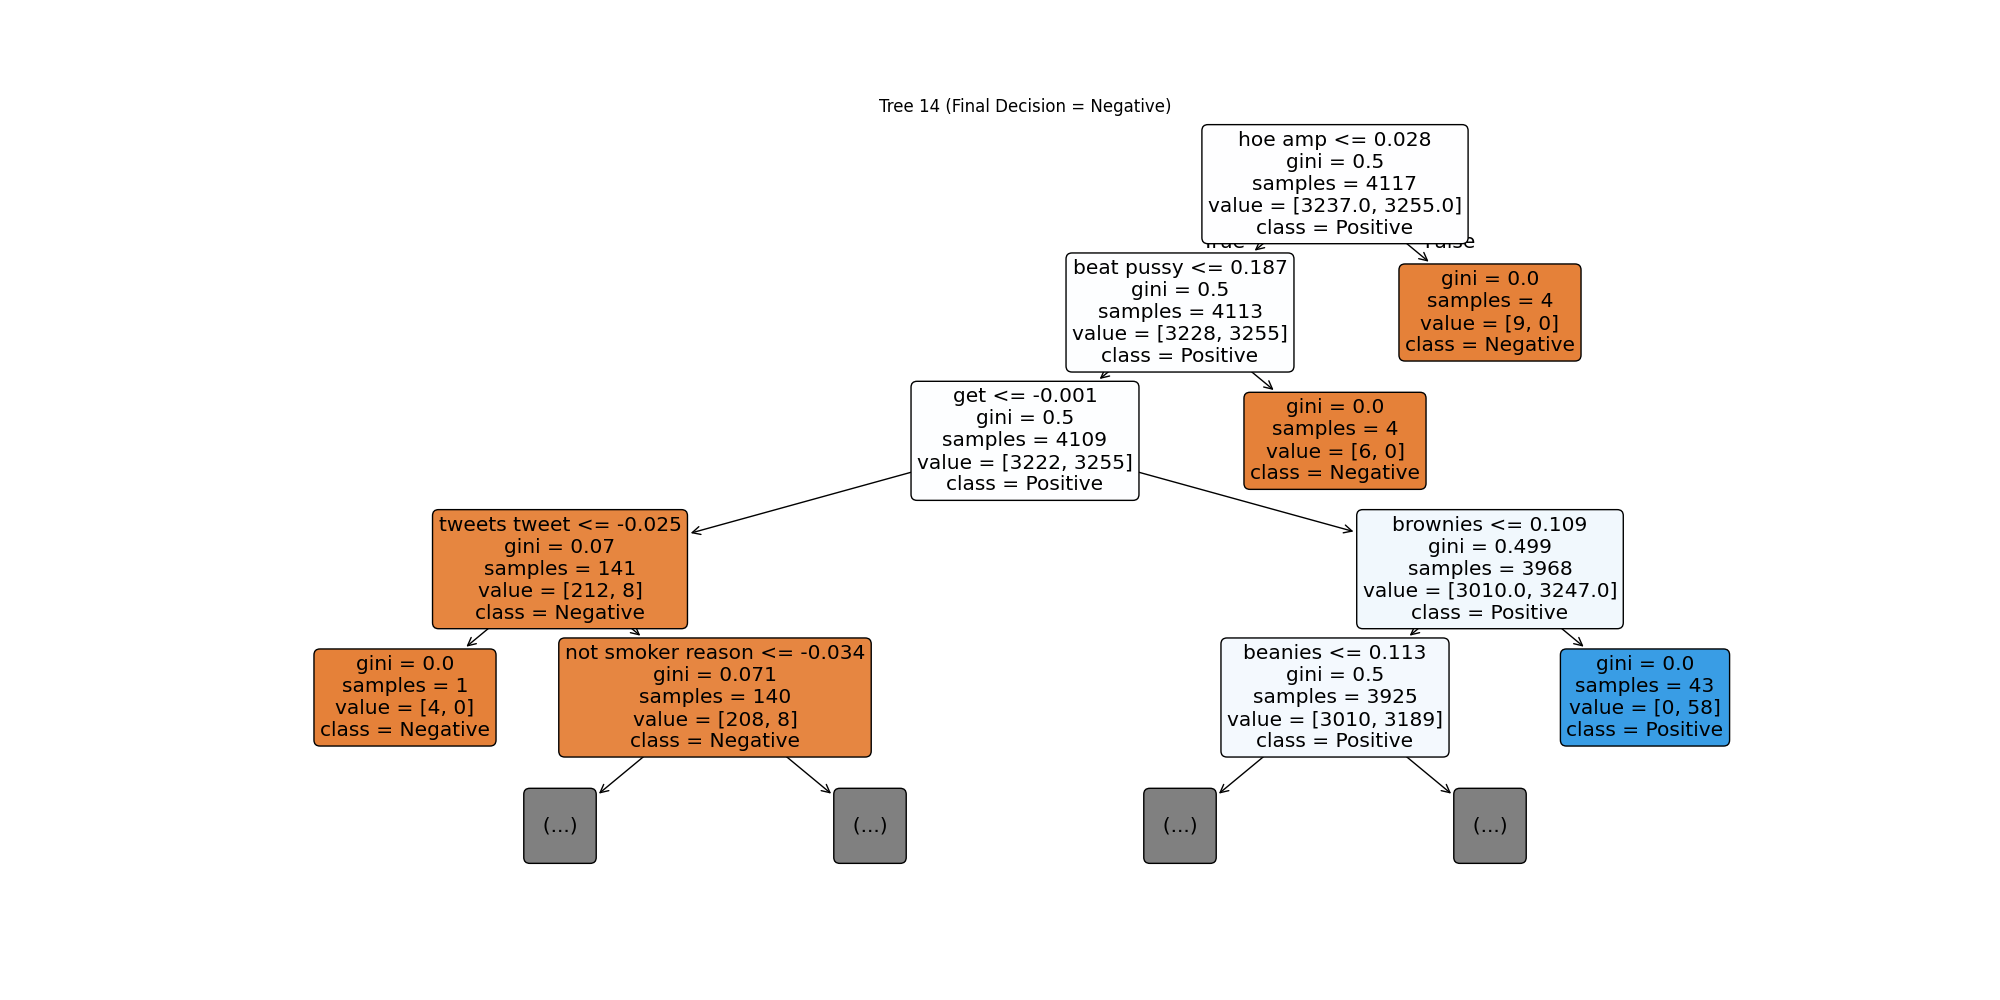 Tree 14 (Final Decision = Negative)
hoe amp <= 0.028
gini = 0.5
samples = 4117
value = [3237.0, 3255.0]
class = Positive
beat pussy <= 0.187
gini = 0.5
samples = 4113
value = [3228, 3255]
class = Positive
gini = 0.0
samples = 4
value = [9, 0]
class = Negative
get <= -0.001
gini = 0.5
samples = 4109
value = [3222, 3255]
class = Positive
gini = 0.0
samples = 4
value = [6, 0]
class = Negative
tweets tweet <= -0.025
gini = 0.07
samples = 141
value = [212, 8]
class = Negative
brownies <= 0.109
gini = 0.499
samples = 3968
value = [3010.0, 3247.0]
class = Positive
gini = 0.0
samples = 1
value = [4, 0]
class = Negative
not smoker reason <= -0.034
gini = 0.071
samples = 140
value = [208, 8]
class = Negative
beanies <= 0.113
gini = 0.5
samples = 3925
value = [3010, 3189]
class = Positive
gini = 0.0
samples = 43
value = [0, 58]
class = Positive
(...)
(...)
(...)
(...)